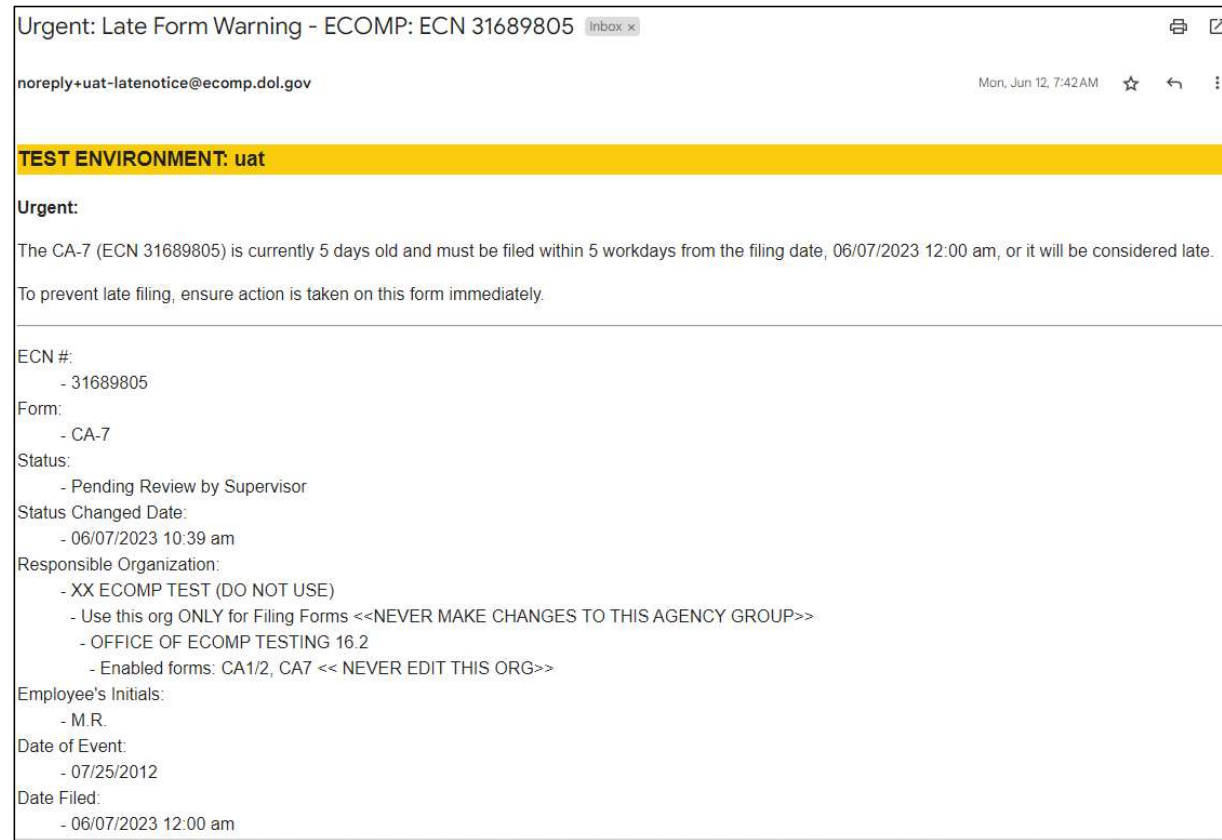 Urgent: Late Form Warning - ECOMP: ECN 31689805 Inbox x
noreply+uat-latenotice@ecomp.dol.gov Mon, Jun 12, 7:42 AM
TEST ENVIRONMENT: uat
Urgent:
The CA-7 (ECN 31689805) is currently 5 days old and must be filed within 5 workdays from the filing date, 06/07/2023 12:00 am, or it will be considered late.
To prevent late filing, ensure action is taken on this form immediately.
ECN #:
- 31689805
Form:
- CA-7
Status:
- Pending Review by Supervisor
Status Changed Date:
- 06/07/2023 10:39 am
Responsible Organization:
- XX ECOMP TEST (DO NOT USE)
- Use this org ONLY for Filing Forms <<NEVER MAKE CHANGES TO THIS AGENCY GROUP>>
- OFFICE OF ECOMP TESTING 16.2
- Enabled forms: CA1/2, CA7 << NEVER EDIT THIS ORG>>
Employee's Initials:
- M.R.
Date of Event:
- 07/25/2012
Date Filed:
- 06/07/2023 12:00 am